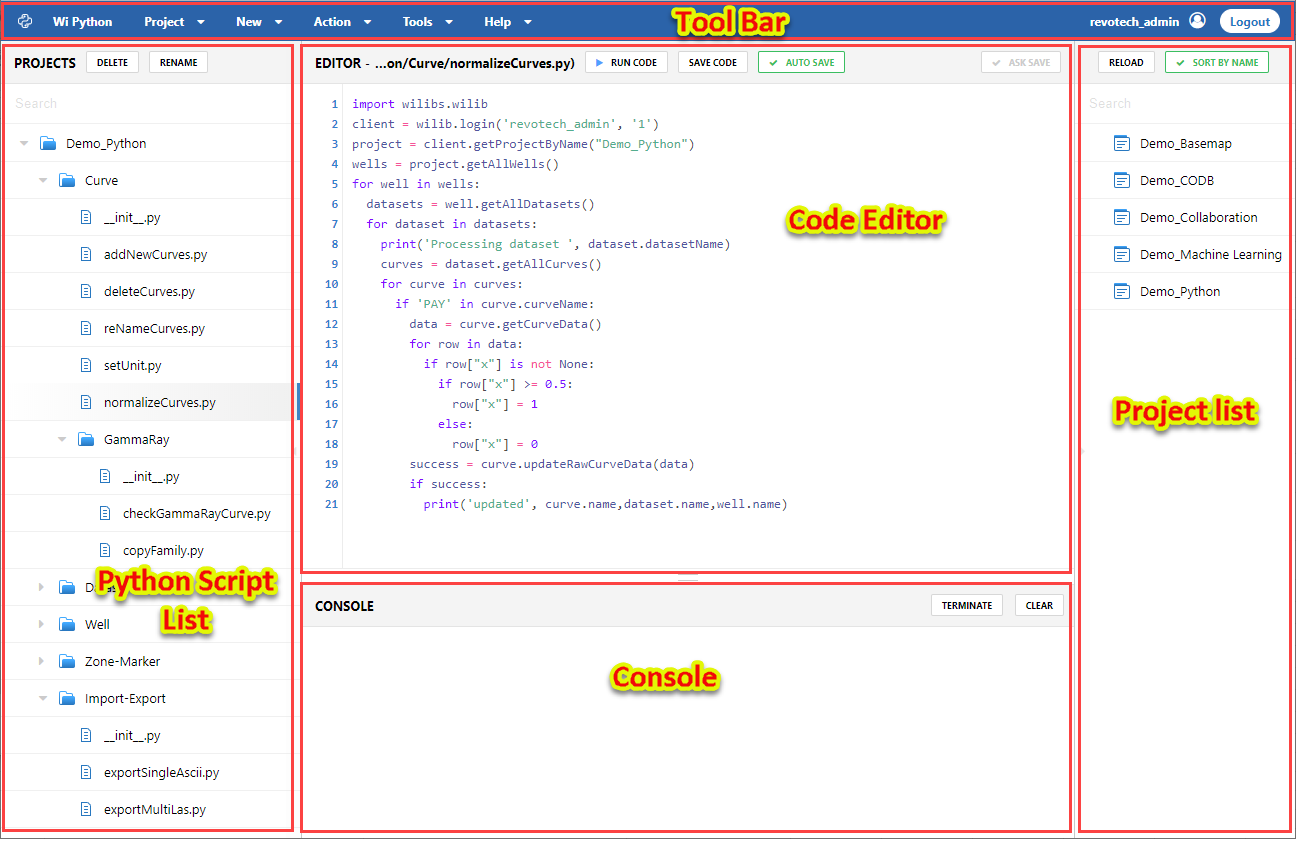 Wi Python Project New Action Tools Help Tool Bar revotech_admin Logout
PROJECTS DELETE RENAME
Search
Demo_Python
Curve
__init__.py
addNewCurves.py
deleteCurves.py
reNameCurves.py
setUnit.py
normalizeCurves.py
GammaRay
__init__.py
checkGammaRayCurve.py
copyFamily.py
Python Script
List
Well
Zone-Marker
Import-Export
__init__.py
exportSingleAscii.py
exportMultiLas.py
EDITOR - ...on/Curve/normalizeCurves.py) RUN CODE SAVE CODE AUTO SAVE ASK SAVE
1 import wilibs.wilib
2 client = wilib.login('revotech_admin', '1')
3 project = client.getProjectByName("Demo_Python")
4 wells = project.getAllWells()
5 for well in wells:
6 datasets = well.getAllDatasets()
7 for dataset in datasets:
8 print('Processing dataset ', dataset.datasetName)
9 curves = dataset.getAllCurves()
10 for curve in curves:
11 if 'PAY' in curve.curveName:
12 data = curve.getCurveData()
13 for row in data:
14 if row["x"] is not None:
15 if row["x"] >= 0.5:
16 row["x"] = 1
17 else:
18 row["x"] = 0
19 success = curve.updateRawCurveData(data)
20 if success:
21 print('updated', curve.name,dataset.name,well.name)
Code Editor
CONSOLE TERMINATE CLEAR
Console
RELOAD SORT BY NAME
Search
Demo_Basemap
Demo_CODB
Demo_Collaboration
Demo_Machine Learning
Demo_Python
Project list